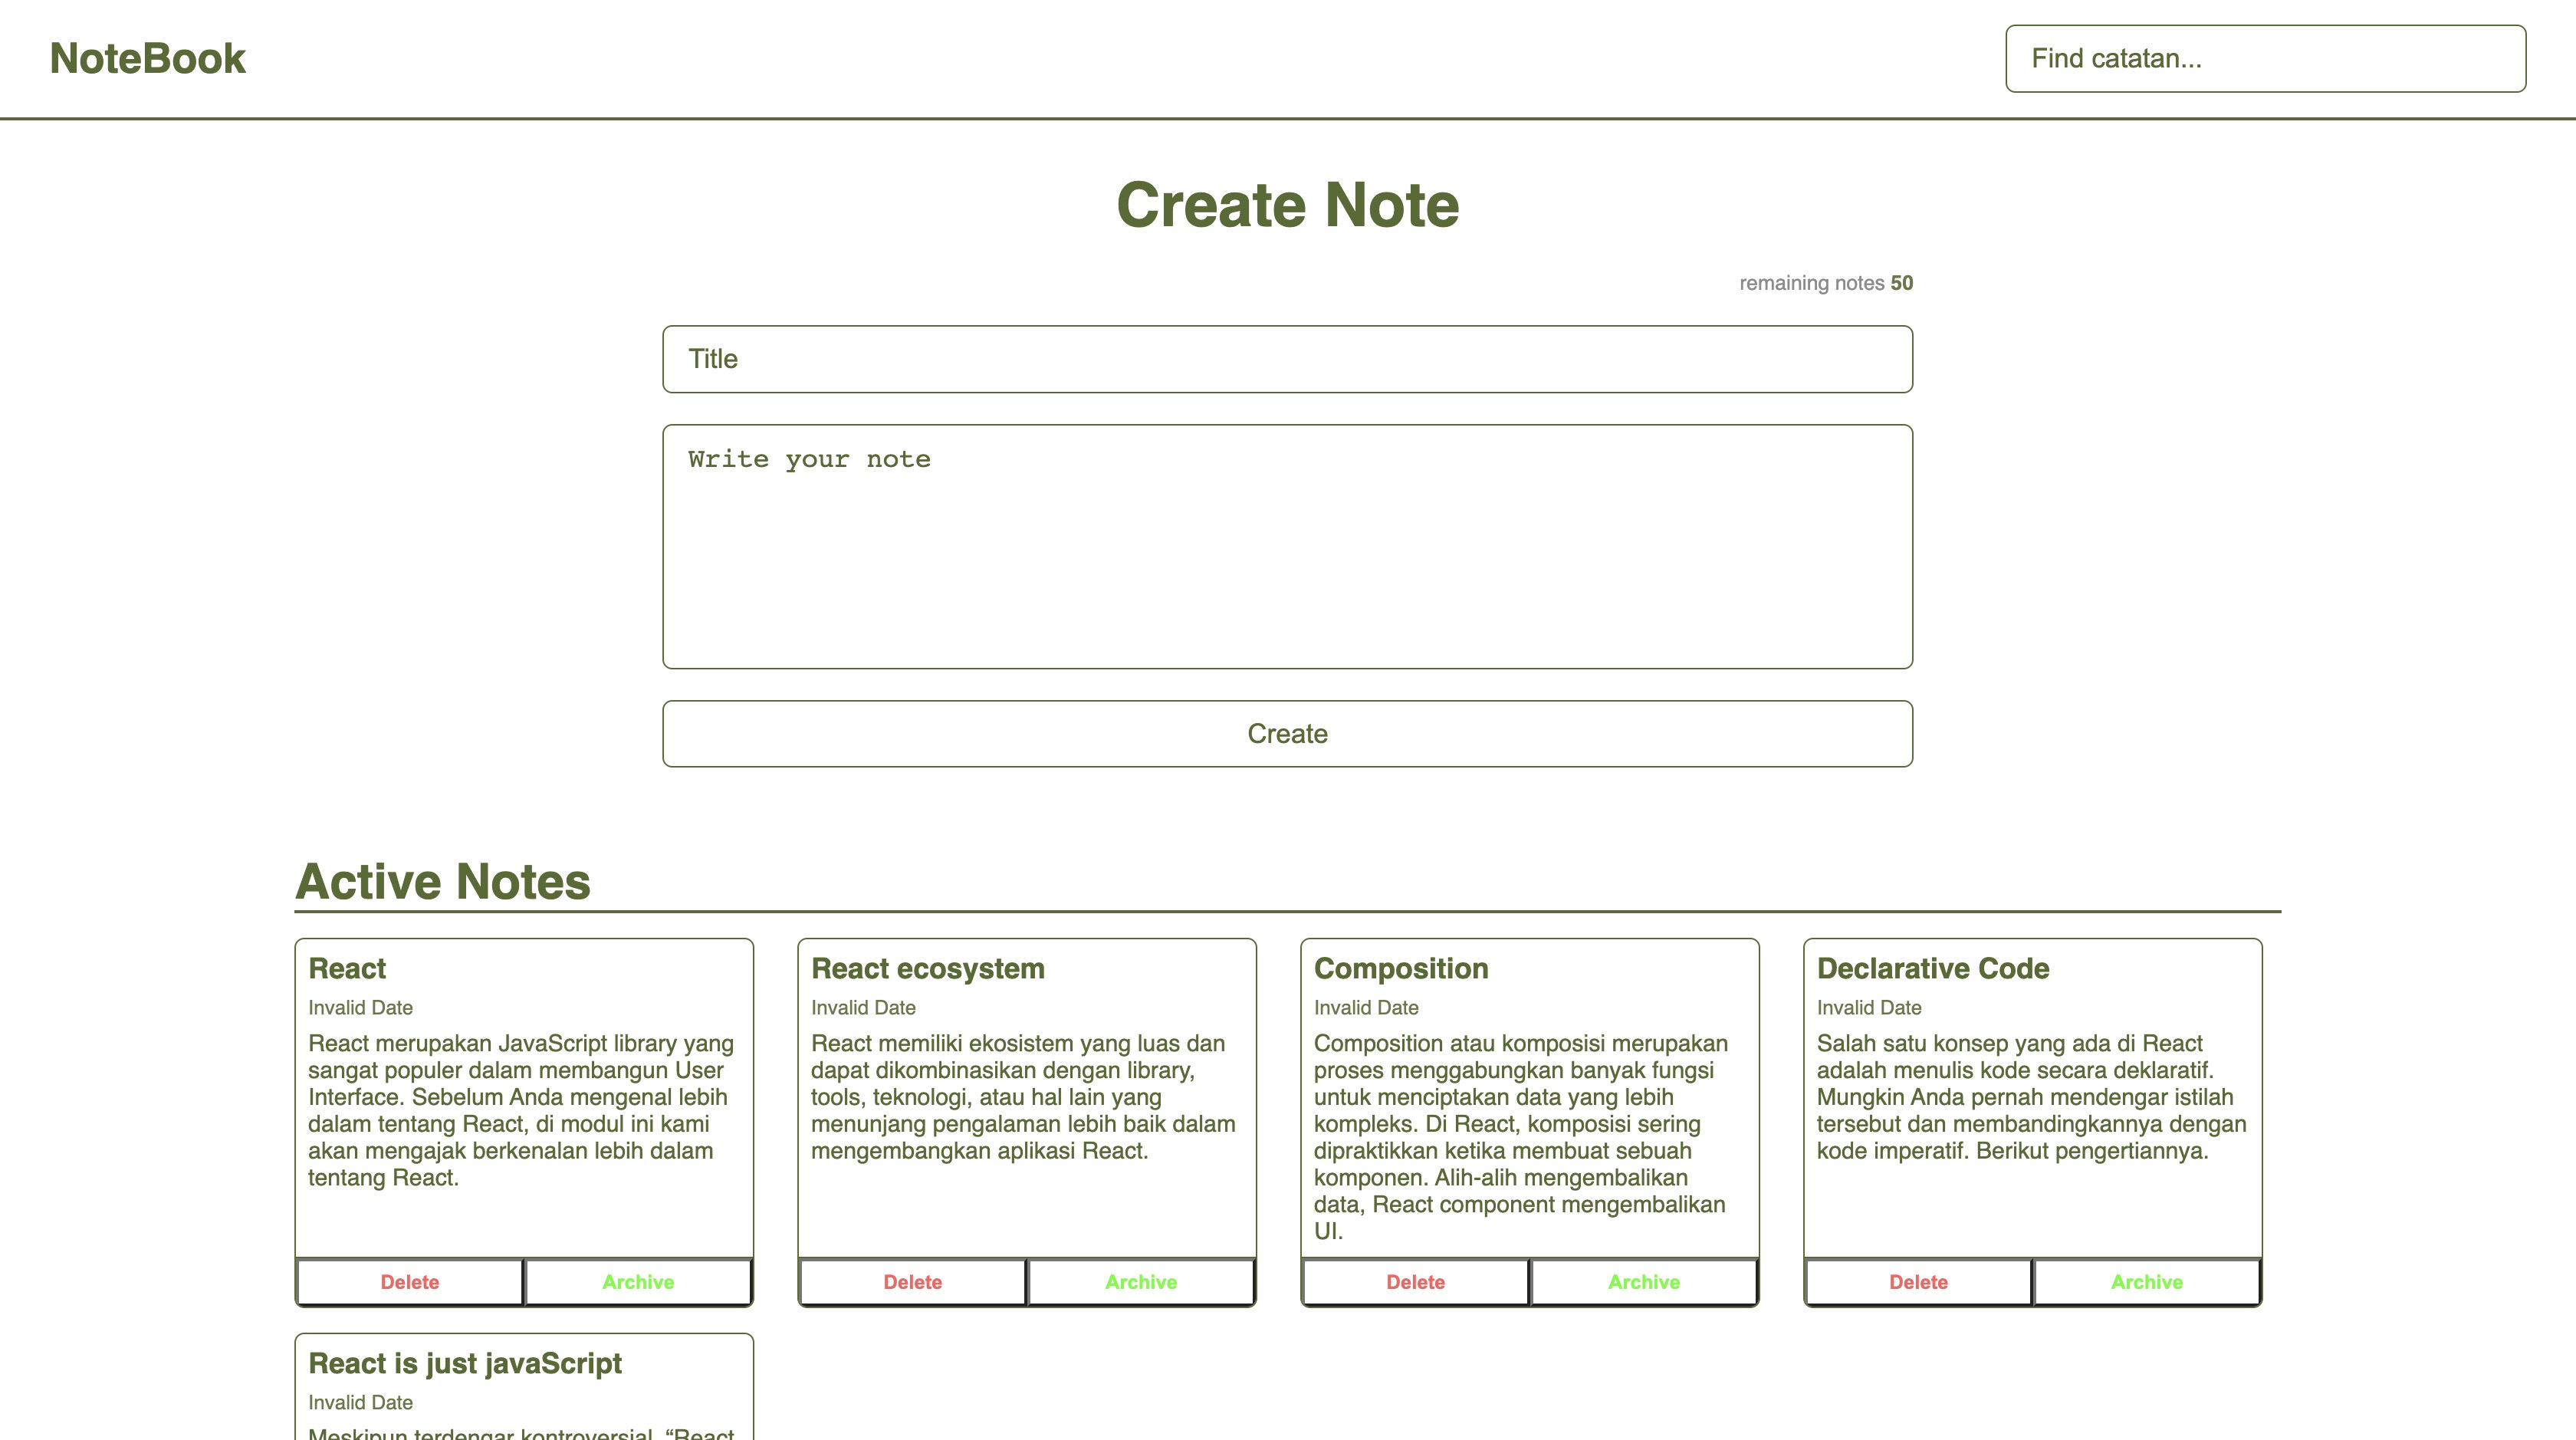 NoteBook
Find catatan...
Create Note
remaining notes 50
Title
Write your note
Create
Active Notes
React
Invalid Date
React merupakan JavaScript library yang
sangat populer dalam membangun User
Interface. Sebelum Anda mengenal lebih
dalam tentang React, di modul ini kami
akan mengajak berkenalan lebih dalam
tentang React.
Delete
Archive
React ecosystem
Invalid Date
React memiliki ekosistem yang luas dan
dapat dikombinasikan dengan library,
tools, teknologi, atau hal lain yang
menunjang pengalaman lebih baik dalam
mengembangkan aplikasi React.
Delete
Archive
Composition
Invalid Date
Composition atau komposisi merupakan
proses menggabungkan banyak fungsi
untuk menciptakan data yang lebih
kompleks. Di React, komposisi sering
dipraktikkan ketika membuat sebuah
komponen. Alih-alih mengembalikan
data, React component mengembalikan
UI.
Delete
Archive
Declarative Code
Invalid Date
Salah satu konsep yang ada di React
adalah menulis kode secara deklaratif.
Mungkin Anda pernah mendengar istilah
tersebut dan membandingkannya dengan
kode imperatif. Berikut pengertiannya.
Delete
Archive
React is just javaScript
Invalid Date
Meskipun terdengar kontroversial, “React